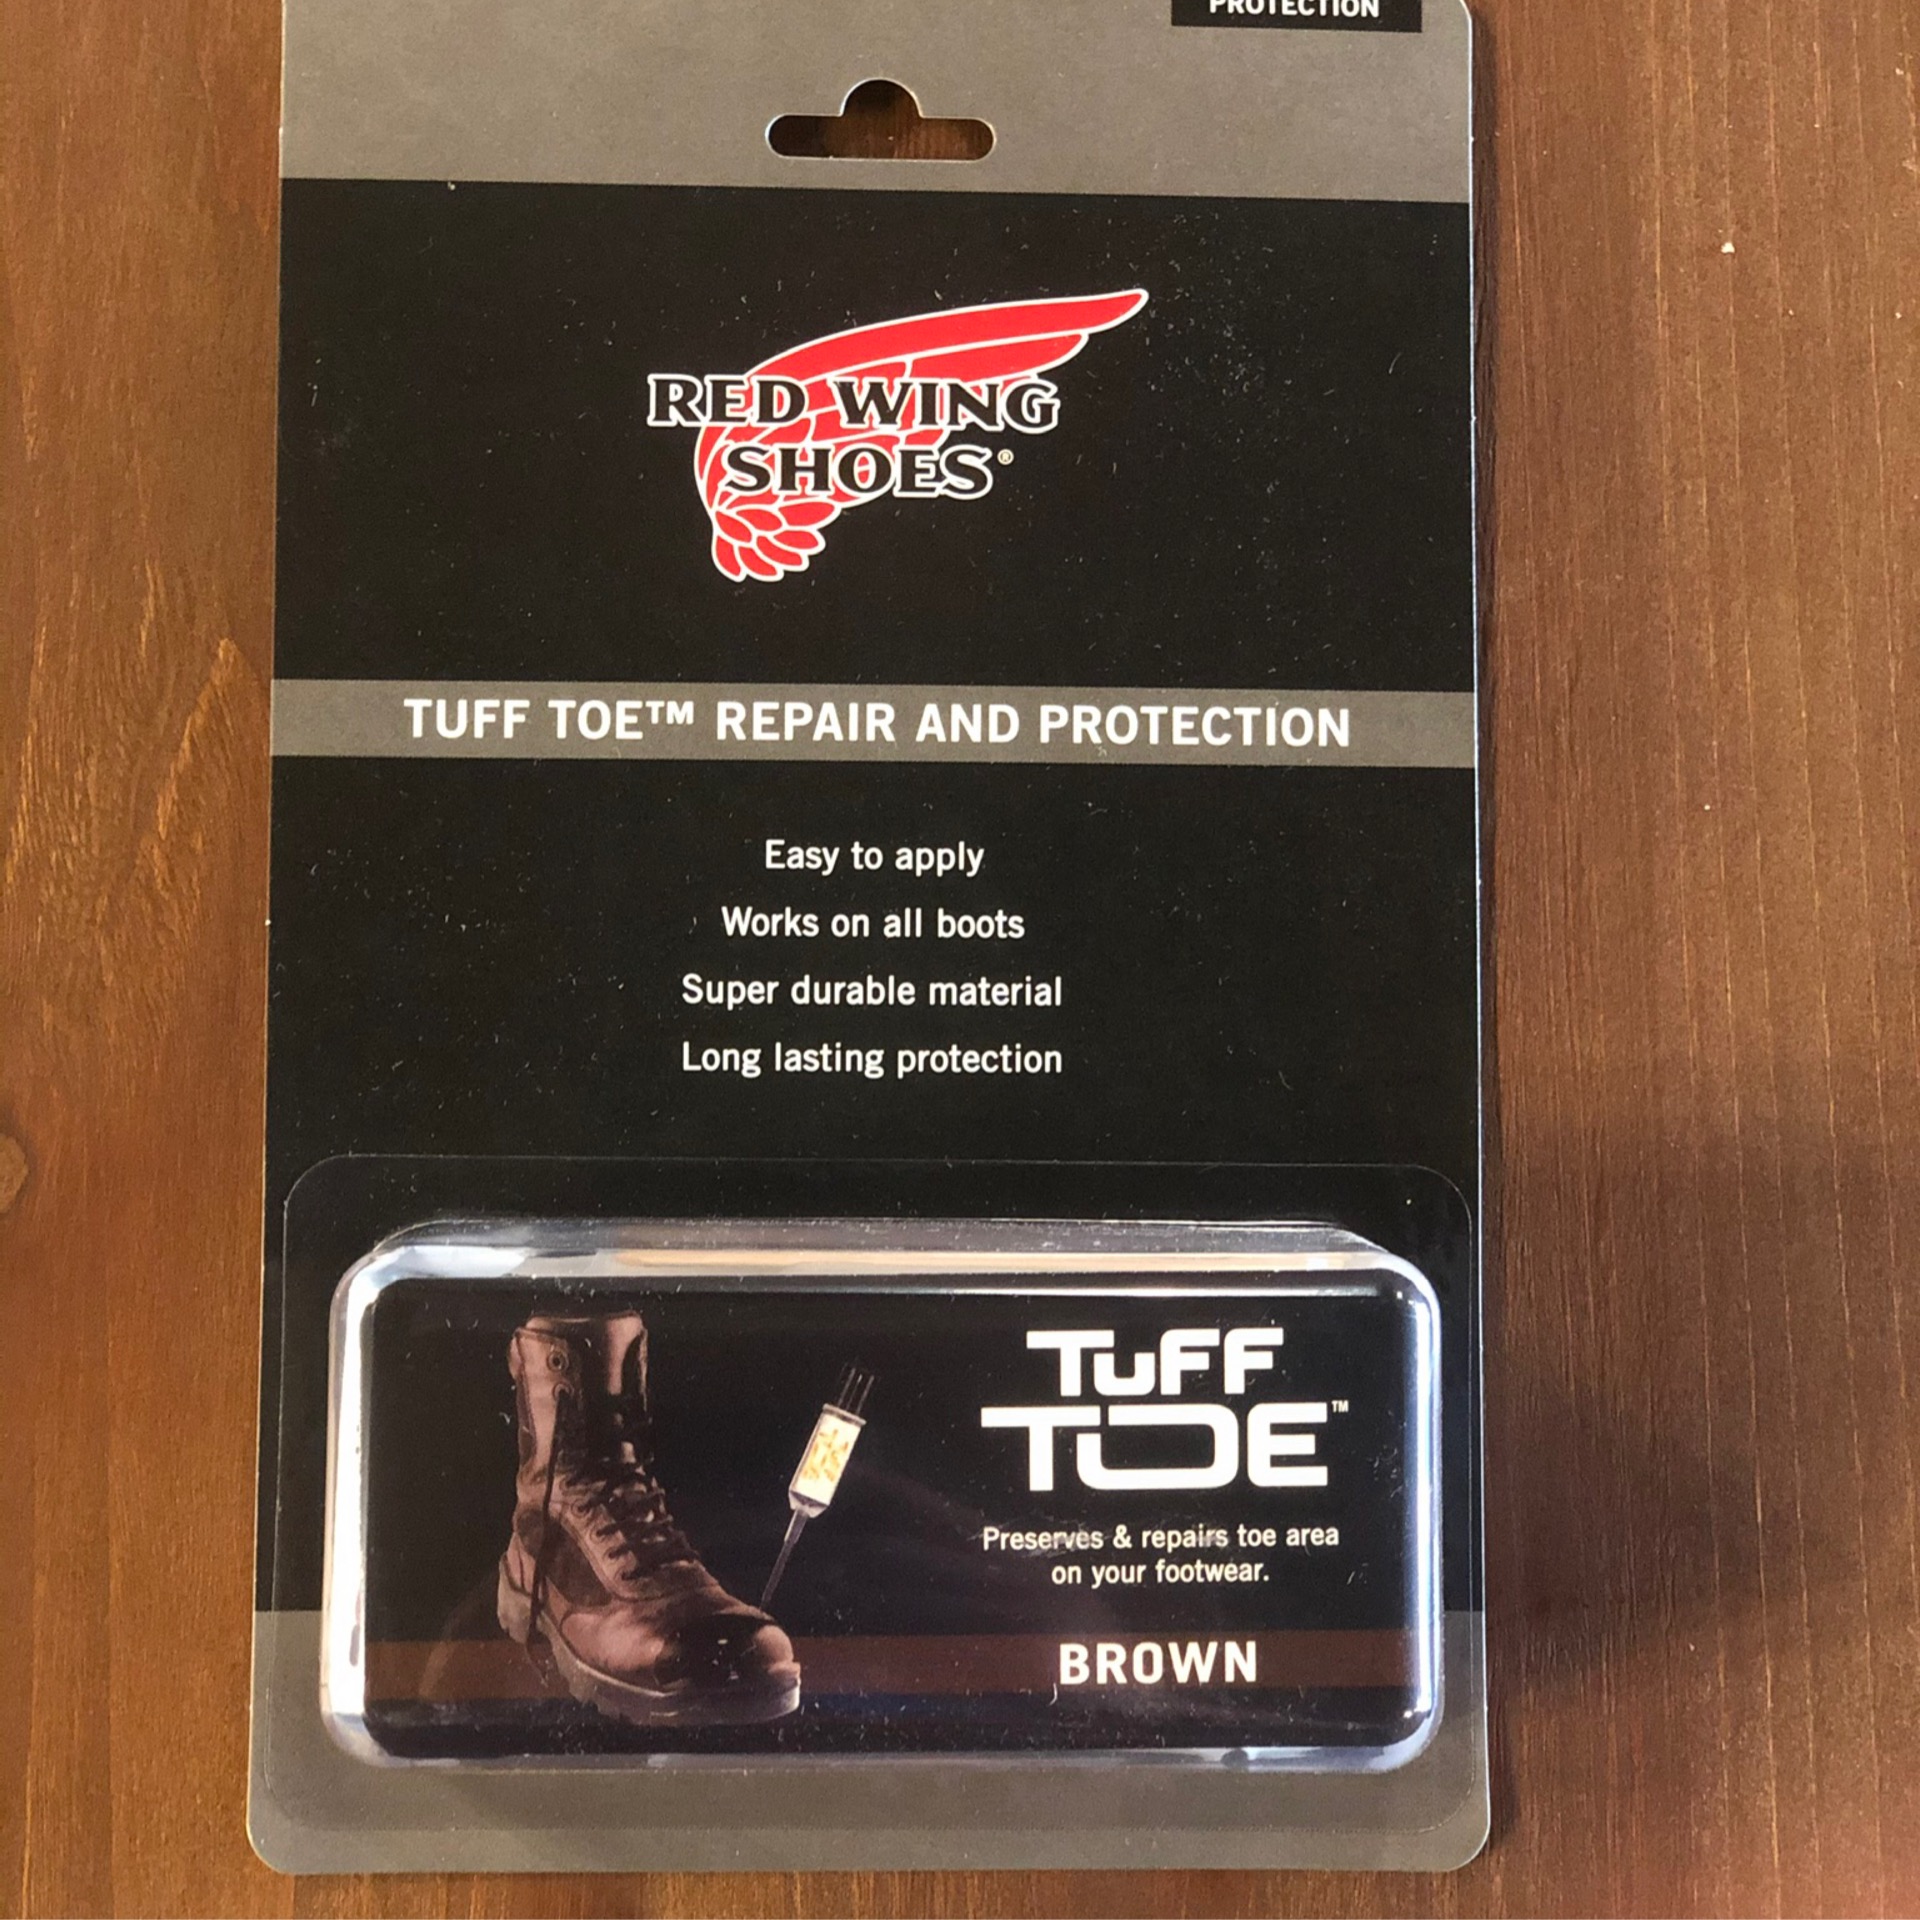 PROTECTION
RED WING
SHOES®
TUFF TOE™ REPAIR AND PROTECTION
Easy to apply
Works on all boots
Super durable material
Long lasting protection
TUFF
TOE™
Preserves & repairs toe area
on your footwear.
BROWN